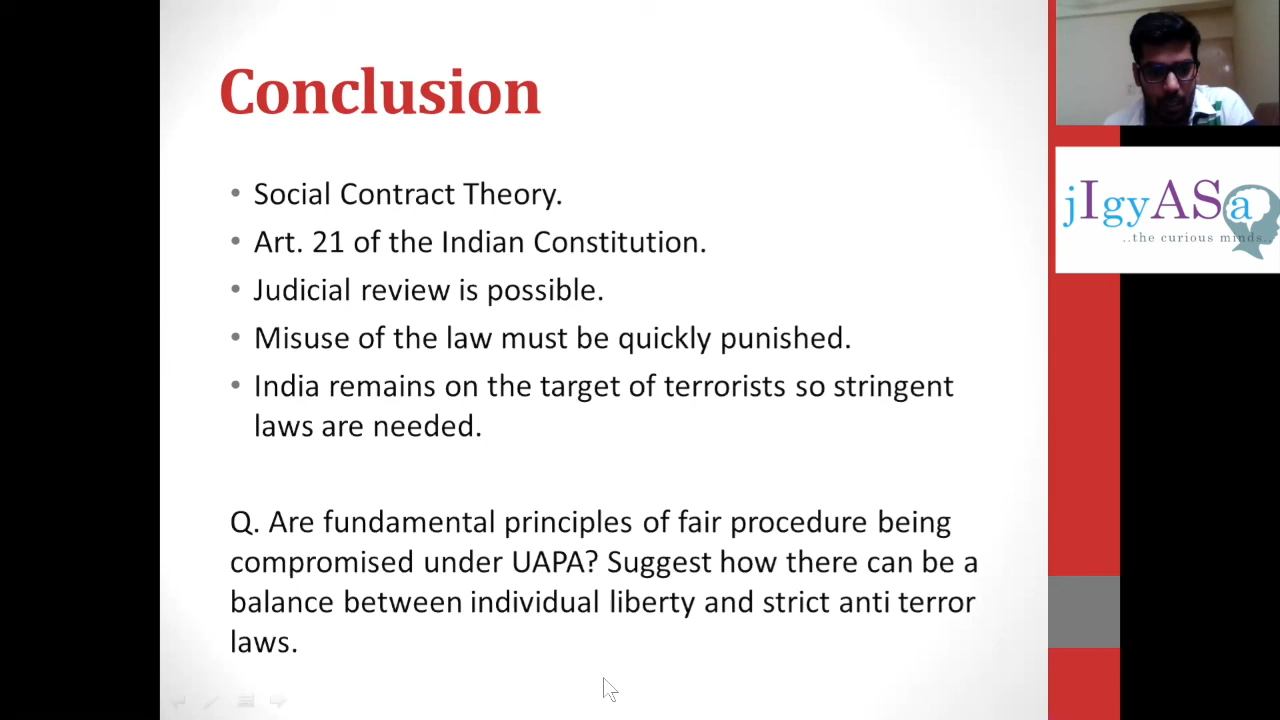 Conclusion
• Social Contract Theory.
• Art. 21 of the Indian Constitution.
• Judicial review is possible.
• Misuse of the law must be quickly punished.
• India remains on the target of terrorists so stringent
laws are needed.
Q. Are fundamental principles of fair procedure being
compromised under UAPA? Suggest how there can be a
balance between individual liberty and strict anti terror
laws.
jIgyASa
..the curious minds..